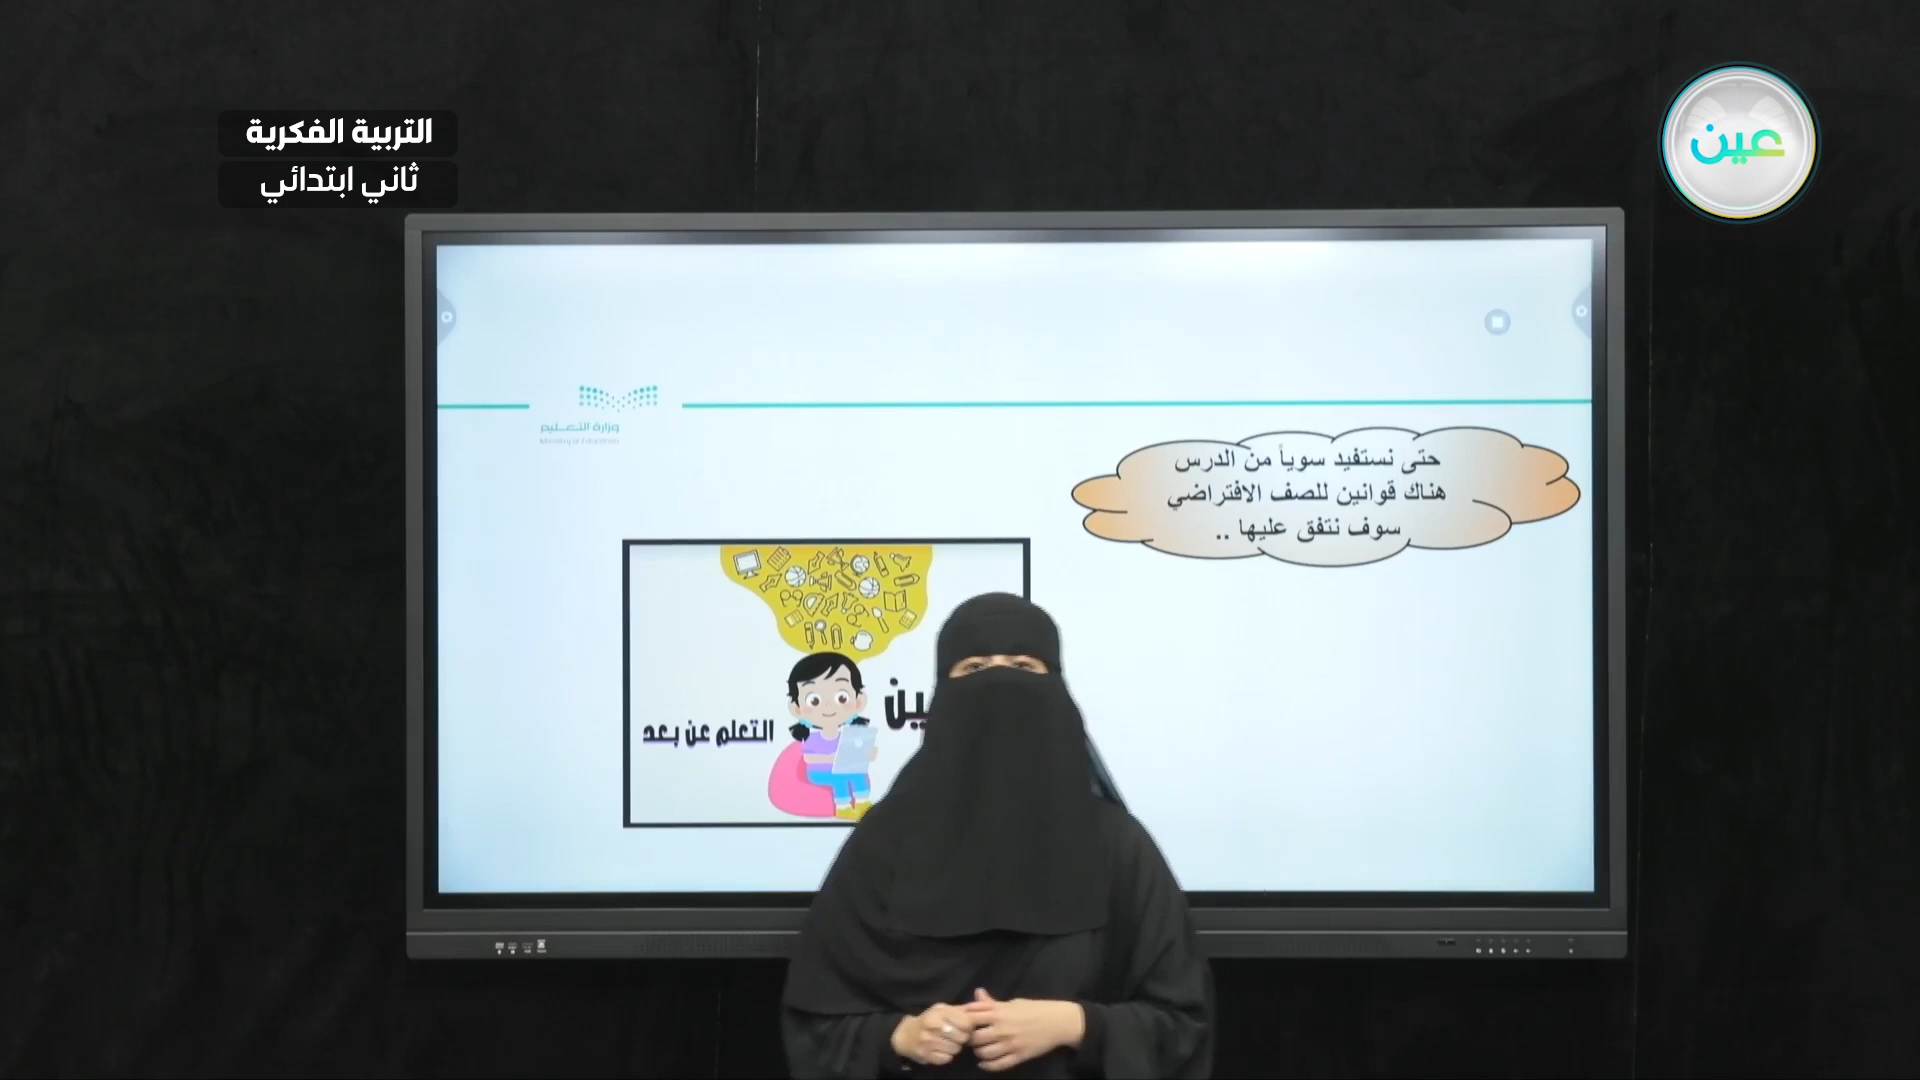 التربية الفكرية
ثاني ابتدائي
عين
وزارة التعليم
Ministry of Education
حتى نستفيد سوياً من الدرس
هناك قوانين للصف الافتراضي
سوف نتفق عليها ..
التعلم عن بعد